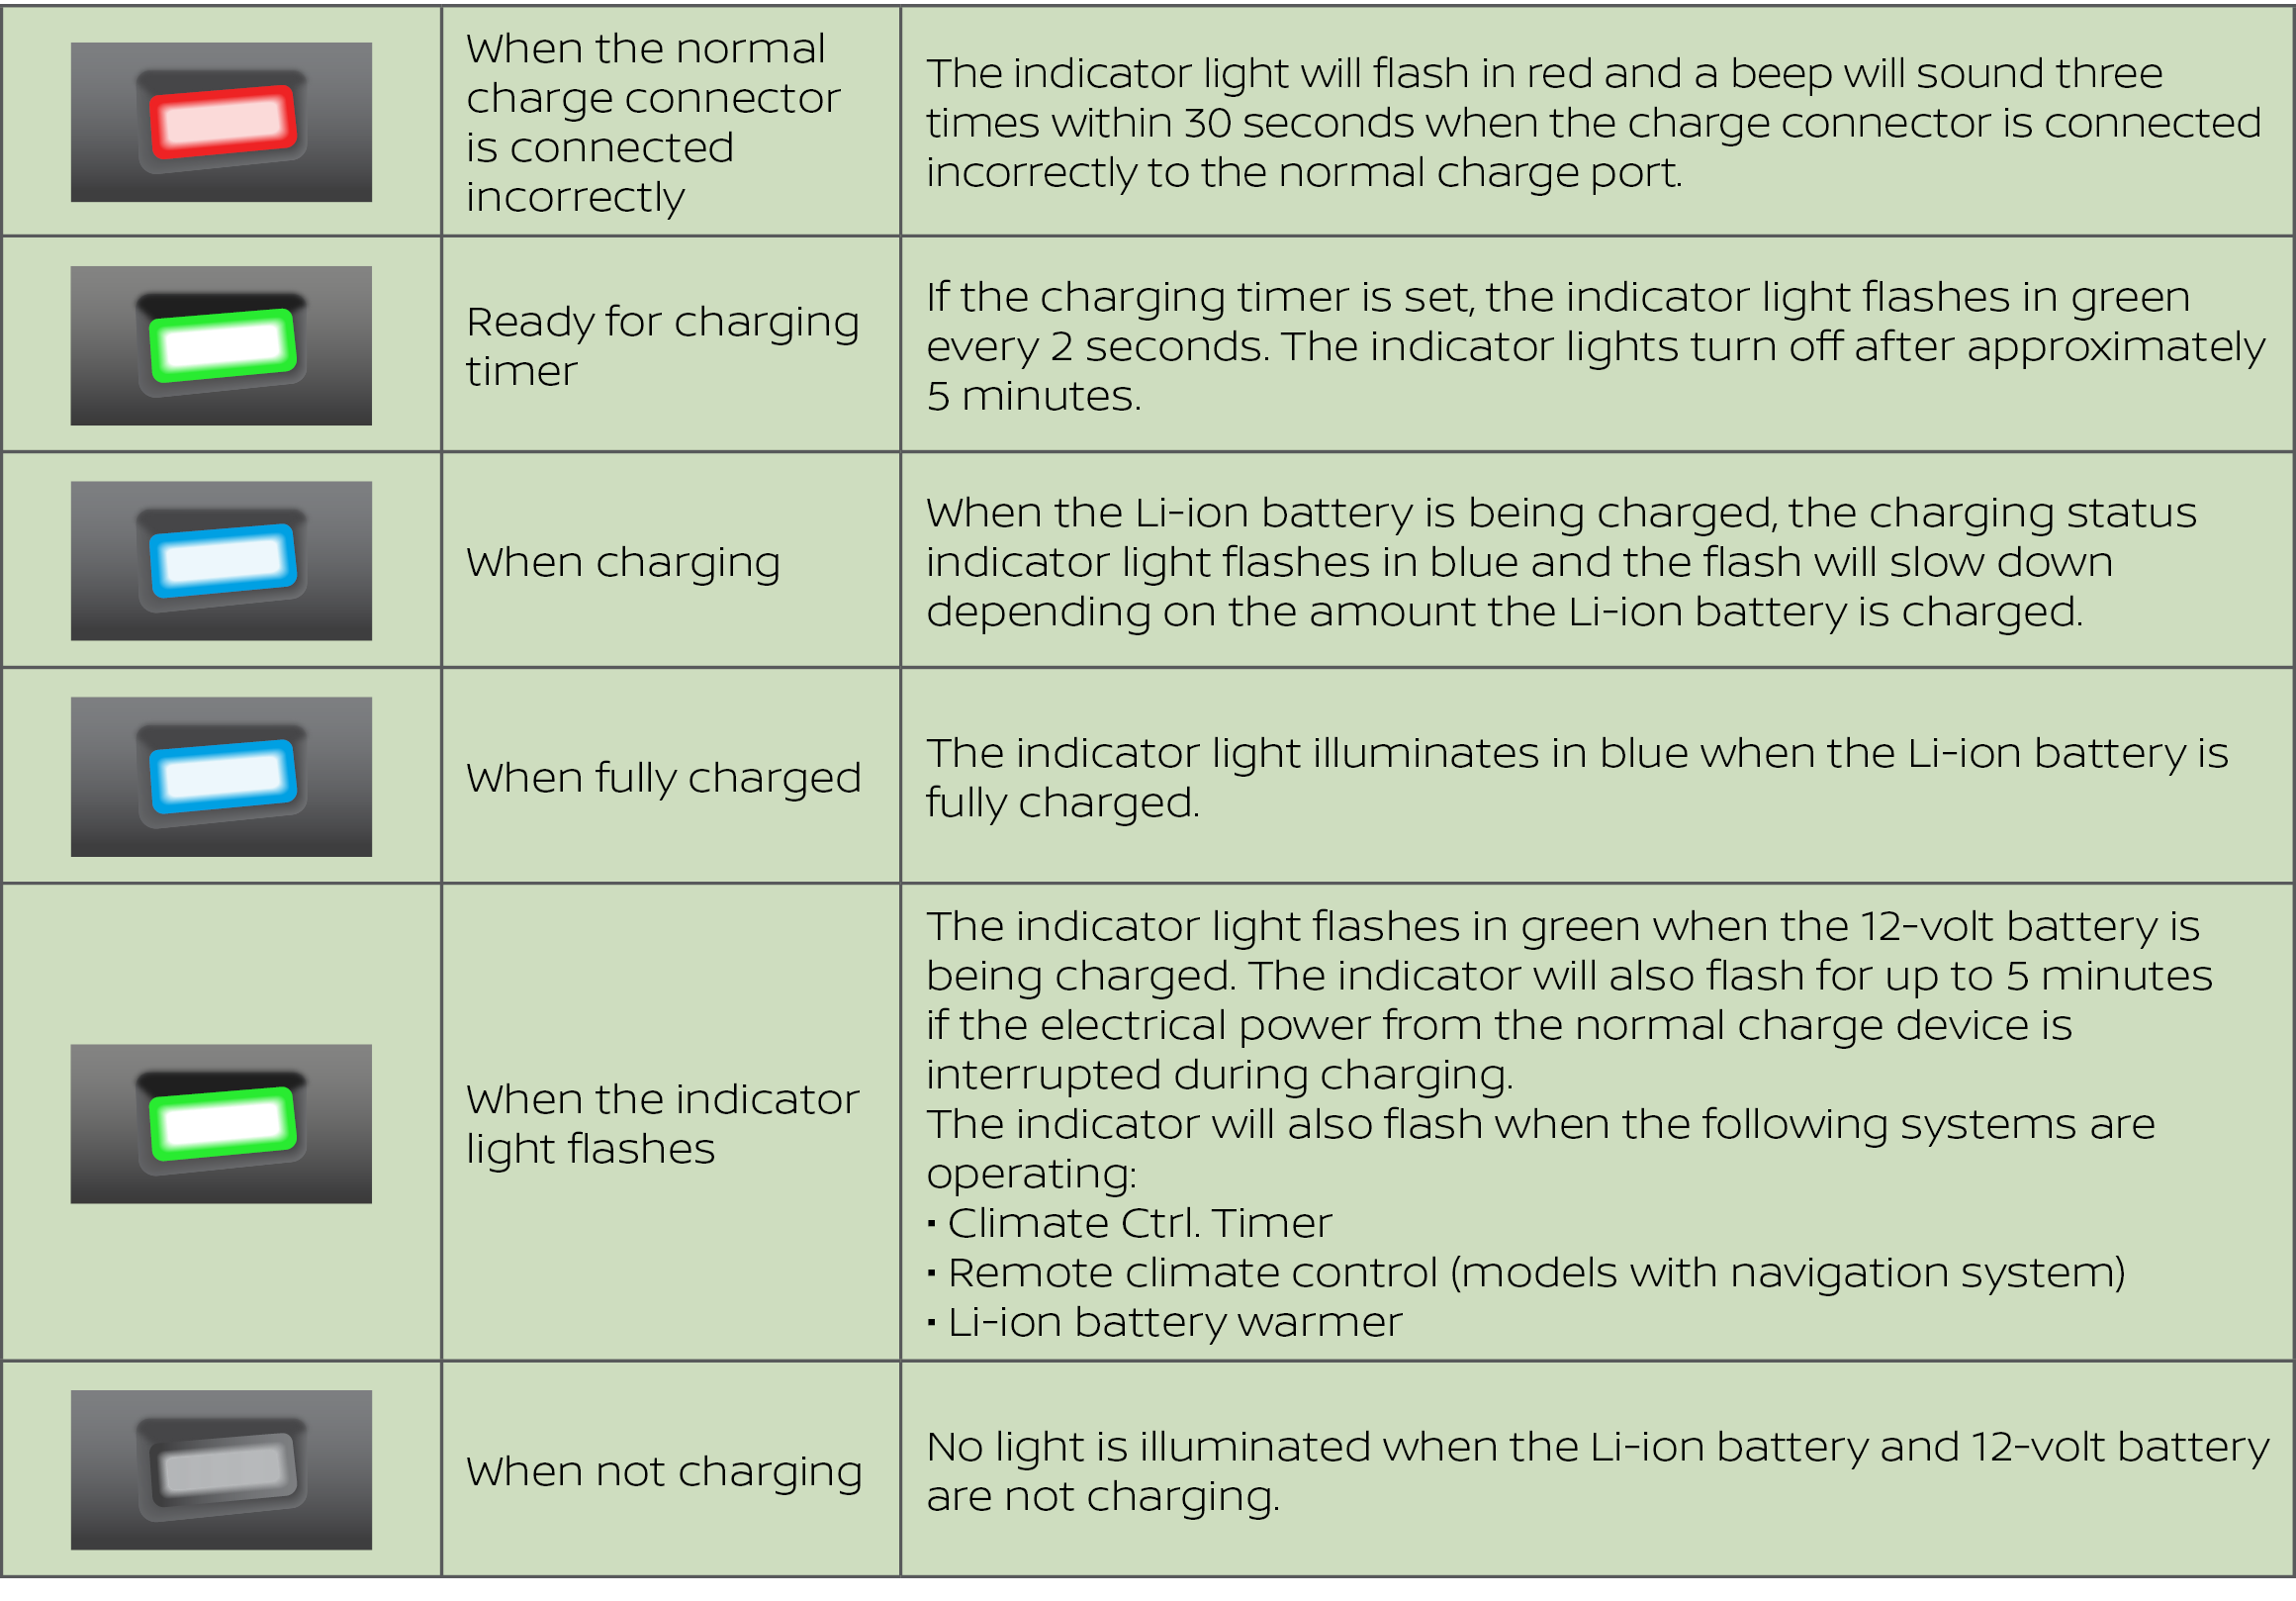 When the normal
charge connector
is connected
incorrectly
The indicator light will flash in red and a beep will sound three
times within 30 seconds when the charge connector is connected
incorrectly to the normal charge port.
Ready for charging
timer
If the charging timer is set, the indicator light flashes in green
every 2 seconds. The indicator lights turn off after approximately
5 minutes.
When charging
When the Li-ion battery is being charged, the charging status
indicator light flashes in blue and the flash will slow down
depending on the amount the Li-ion battery is charged.
When fully charged
The indicator light illuminates in blue when the Li-ion battery is
fully charged.
When the indicator
light flashes
The indicator light flashes in green when the 12-volt battery is
being charged. The indicator will also flash for up to 5 minutes
if the electrical power from the normal charge device is
interrupted during charging.
The indicator will also flash when the following systems are
operating:
• Climate Ctrl. Timer
• Remote climate control (models with navigation system)
• Li-ion battery warmer
When not charging
No light is illuminated when the Li-ion battery and 12-volt battery
are not charging.